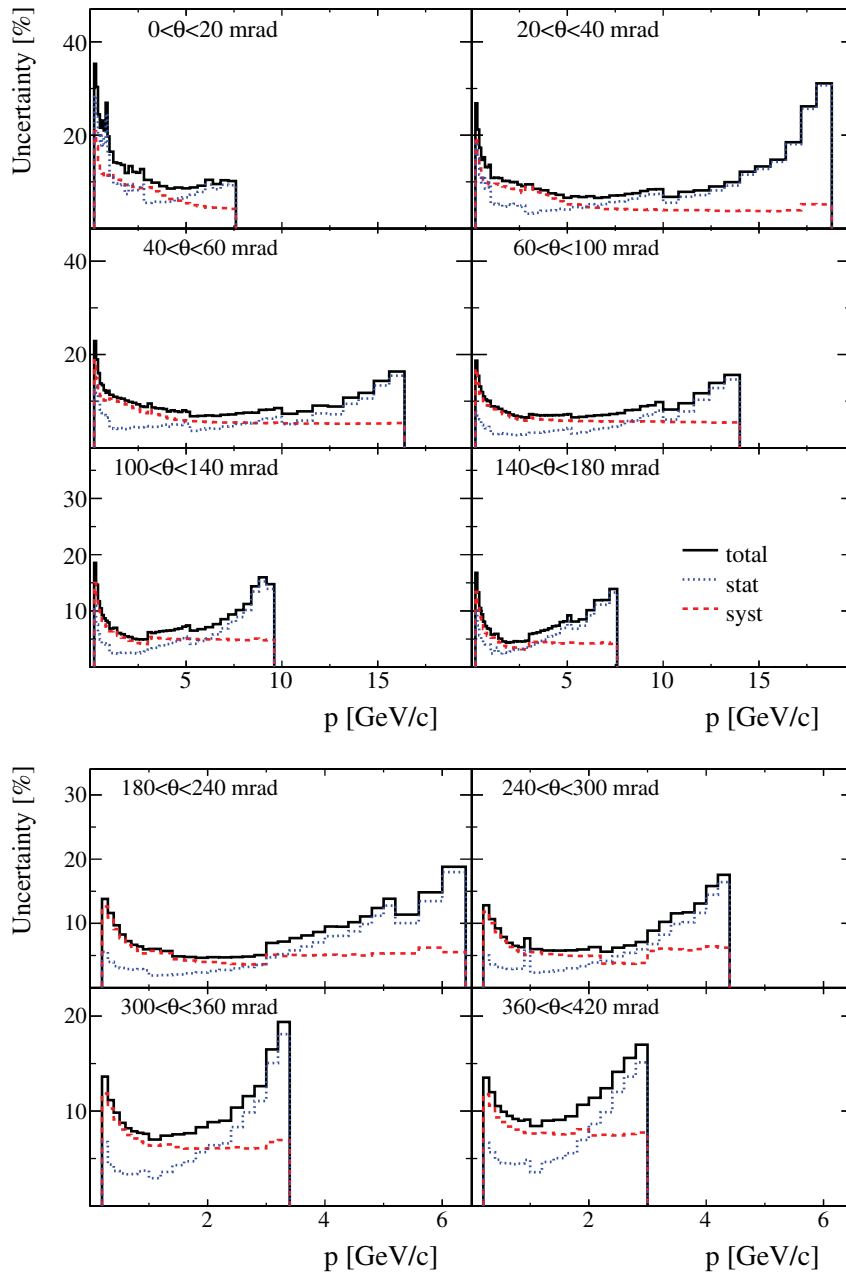 Uncertainty [%]
0<θ<20 mrad
20<θ<40 mrad
40
20
40<θ<60 mrad
60<θ<100 mrad
40
20
100<θ<140 mrad
140<θ<180 mrad
30
20
10
total
stat
syst
5 10 15
5 10 15
p [GeV/c]
p [GeV/c]
Uncertainty [%]
180<θ<240 mrad
240<θ<300 mrad
30
20
10
300<θ<360 mrad
360<θ<420 mrad
20
10
2 4 6
2 4 6
p [GeV/c]
p [GeV/c]